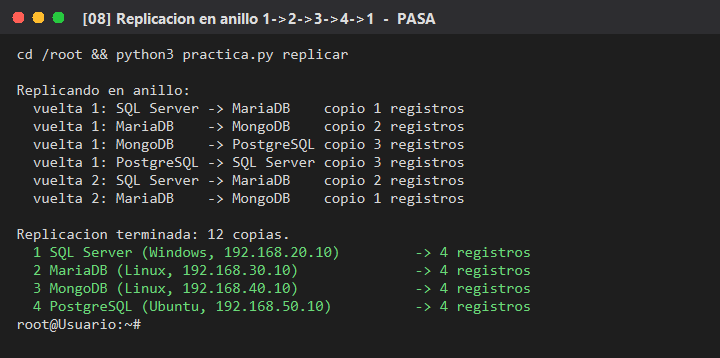 [08] Replicacion en anillo 1->2->3->4->1 - PASA
cd /root && python3 practica.py replicar
Replicando en anillo:
vuelta 1: SQL Server -> MariaDB    copio 1 registros
vuelta 1: MariaDB    -> MongoDB    copio 2 registros
vuelta 1: MongoDB    -> PostgreSQL copio 3 registros
vuelta 1: PostgreSQL -> SQL Server copio 3 registros
vuelta 2: SQL Server -> MariaDB    copio 2 registros
vuelta 2: MariaDB    -> MongoDB    copio 1 registros
Replicacion terminada: 12 copias.
1 SQL Server (Windows, 192.168.20.10)         -> 4 registros
2 MariaDB (Linux, 192.168.30.10)              -> 4 registros
3 MongoDB (Linux, 192.168.40.10)              -> 4 registros
4 PostgreSQL (Ubuntu, 192.168.50.10)          -> 4 registros
root@Usuario:~#